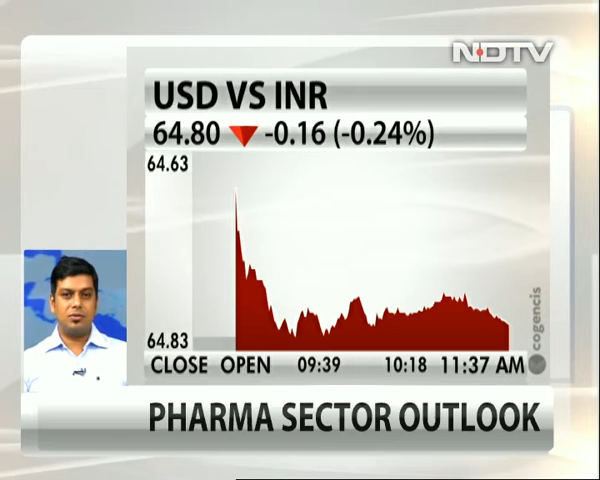 NDTV
USD VS INR
64.80 -0.16 (-0.24%)
64.63
64.83
cogencis
CLOSE OPEN 09:39 10:18 11:37 AM
PHARMA SECTOR OUTLOOK